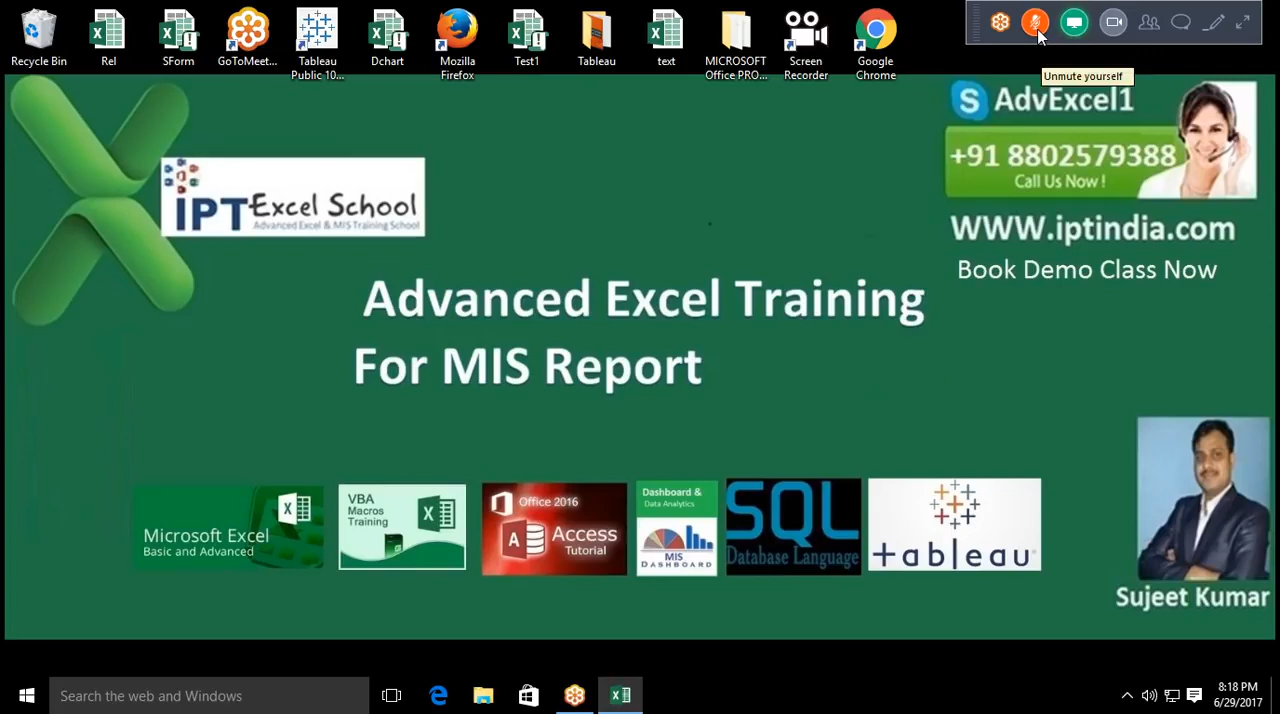 Recycle Bin
Rel
SForm
GoToMeet...
Tableau
Public 10...
Dchart
Mozilla
Firefox
Test1
Tableau
text
MICROSOFT
Office PRO...
Screen
Recorder
Google
Chrome
Unmute yourself
AdvExcel1
+91 8802579388
Call Us Now !
WWW.iptindia.com
Book Demo Class Now
IPT Excel School
Advanced Excel & MIS Training School
Advanced Excel Training
For MIS Report
Microsoft Excel
Basic and Advanced
VBA
Macros
Training
Office 2016
Access
Tutorial
Dashboard &
Data Analytics
MIS
DASHBOARD
SQL
Database Language
+ a b l e a u
Sujeet Kumar
Search the web and Windows
8:18 PM
6/29/2017